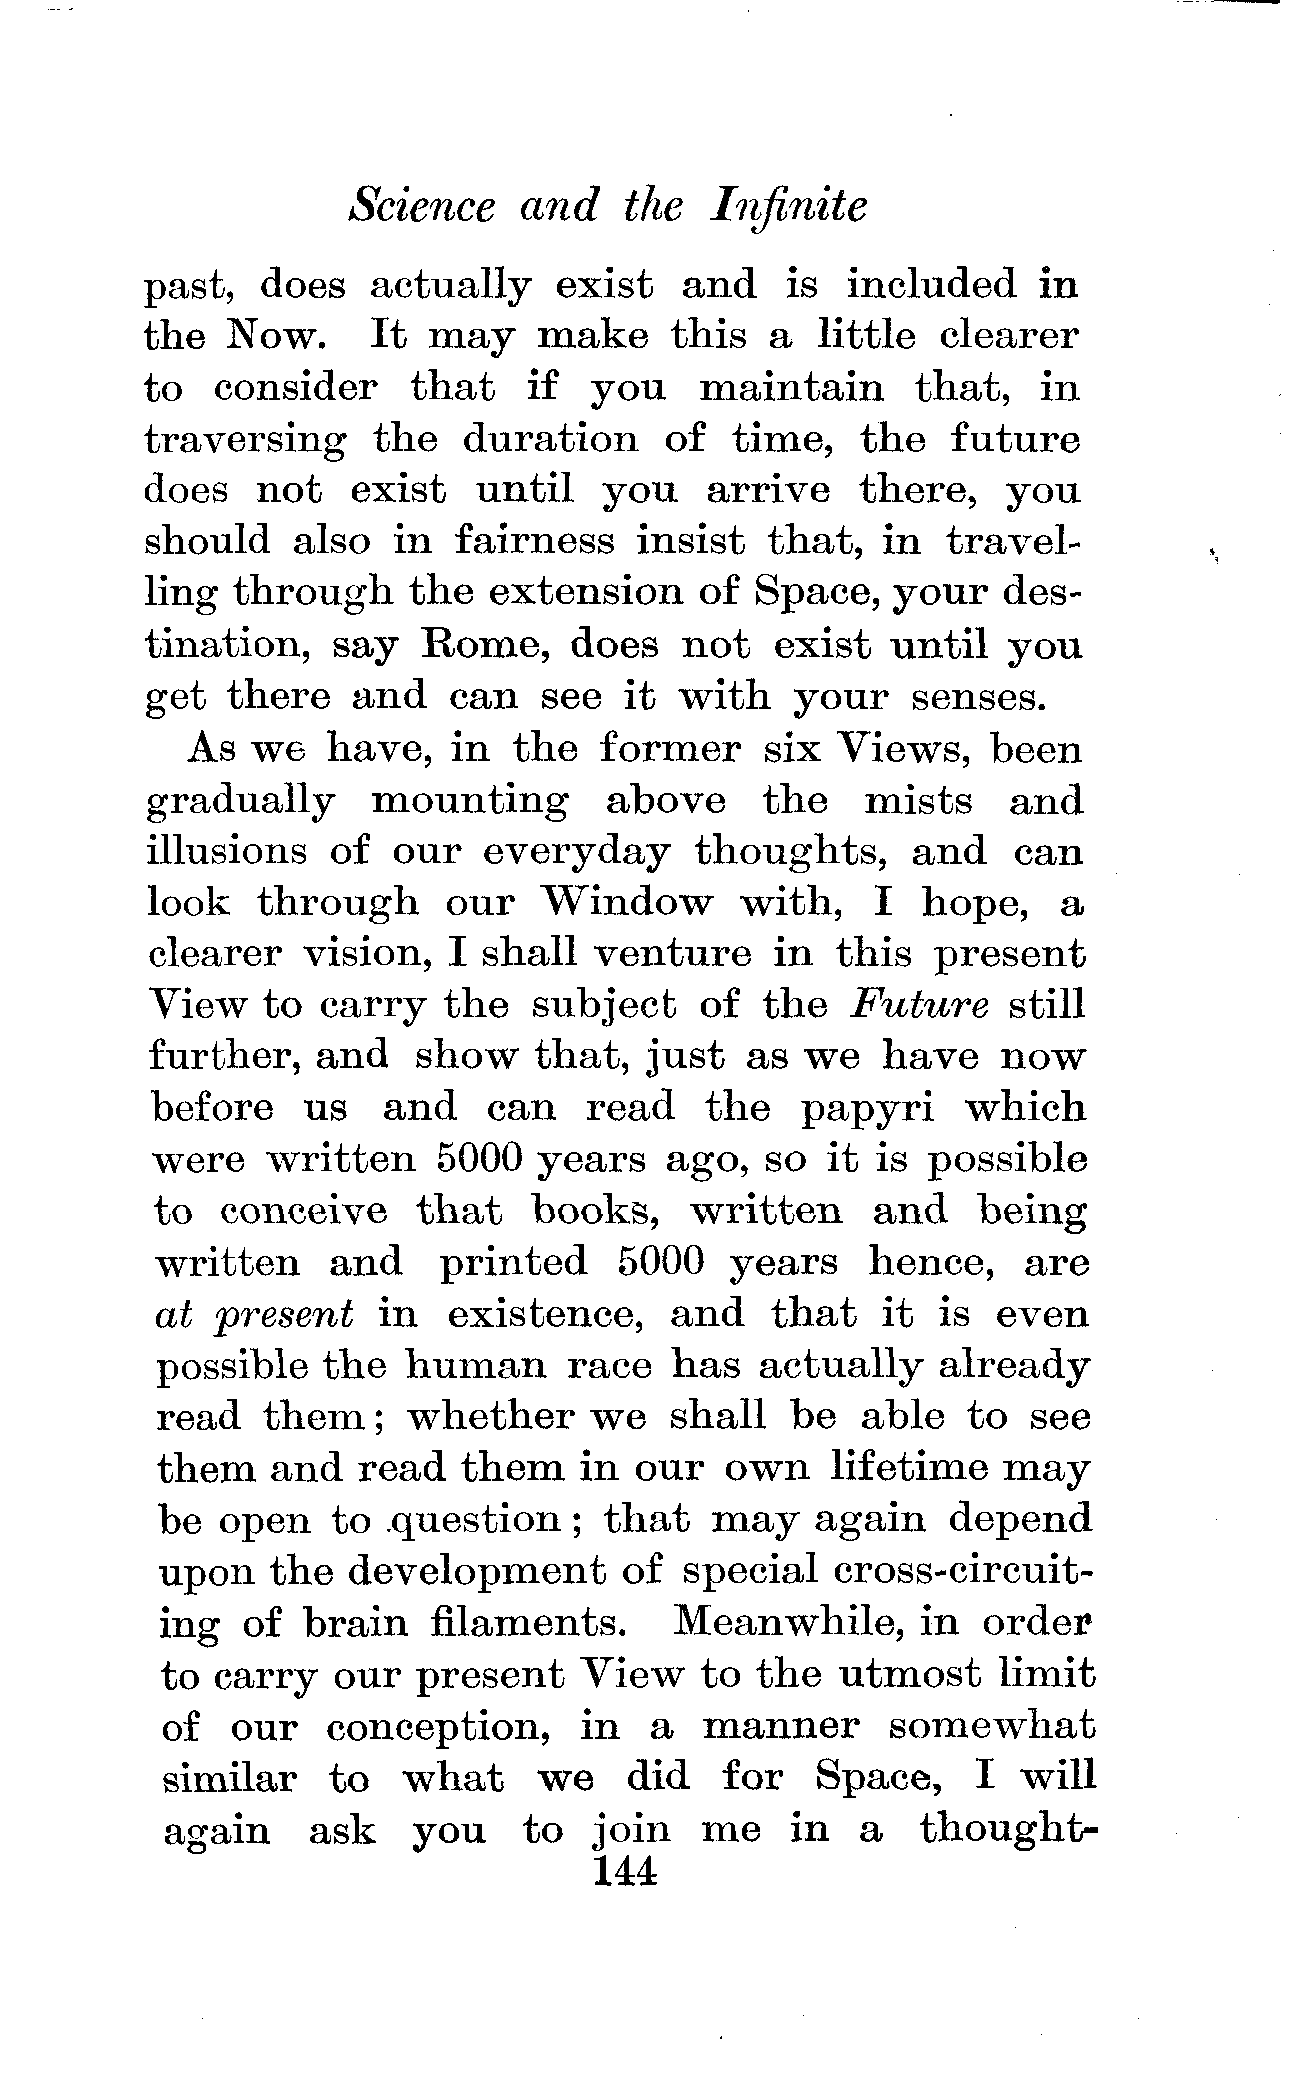 Science and the Infinite
past, does actually exist and is included in
the Now. It may make this a little clearer
to consider that if you maintain that, in
traversing the duration of time, the future
does not exist until you arrive there, you
should also in fairness insist that, in travel-
ling through the extension of Space, your des-
tination, say Rome, does not exist until you
get there and can see it with your senses.
As we have, in the former six Views, been
gradually mounting above the mists and
illusions of our everyday thoughts, and can
look through our Window with, I hope, a
clearer vision, I shall venture in this present
View to carry the subject of the Future still
further, and show that, just as we have now
before us and can read the papyri which
were written 5000 years ago, so it is possible
to conceive that books, written and being
written and printed 5000 years hence, are
at present in existence, and that it is even
possible the human race has actually already
read them; whether we shall be able to see
them and read them in our own lifetime may
be open to question; that may again depend
upon the development of special cross-circuit-
ing of brain filaments. Meanwhile, in order
to carry our present View to the utmost limit
of our conception, in a manner somewhat
similar to what we did for Space, I will
again ask you to join me in a thought-
144